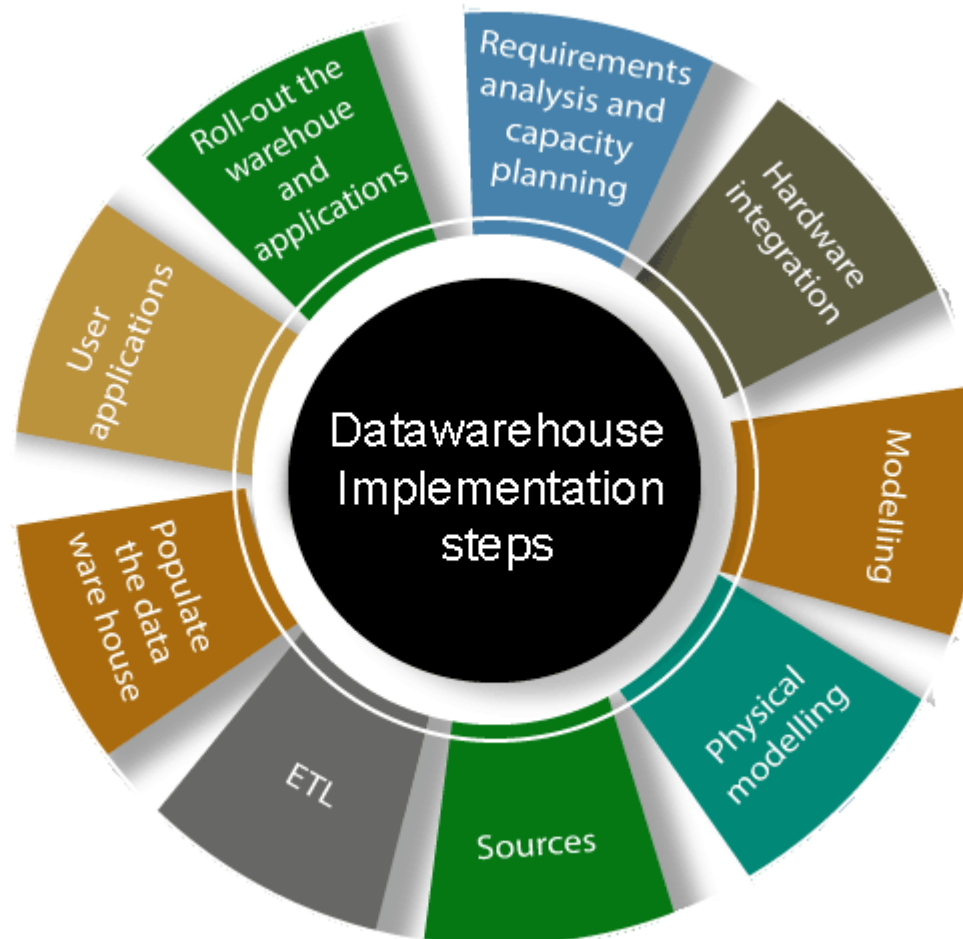 Datawarehouse
Implementation
steps
Requirements
analysis and
capacity
planning
Hardware
integration
Modelling
Physical
modelling
Sources
ETL
Populate
the data
ware house
User
applications
Roll-out the
warehoue
and
applications